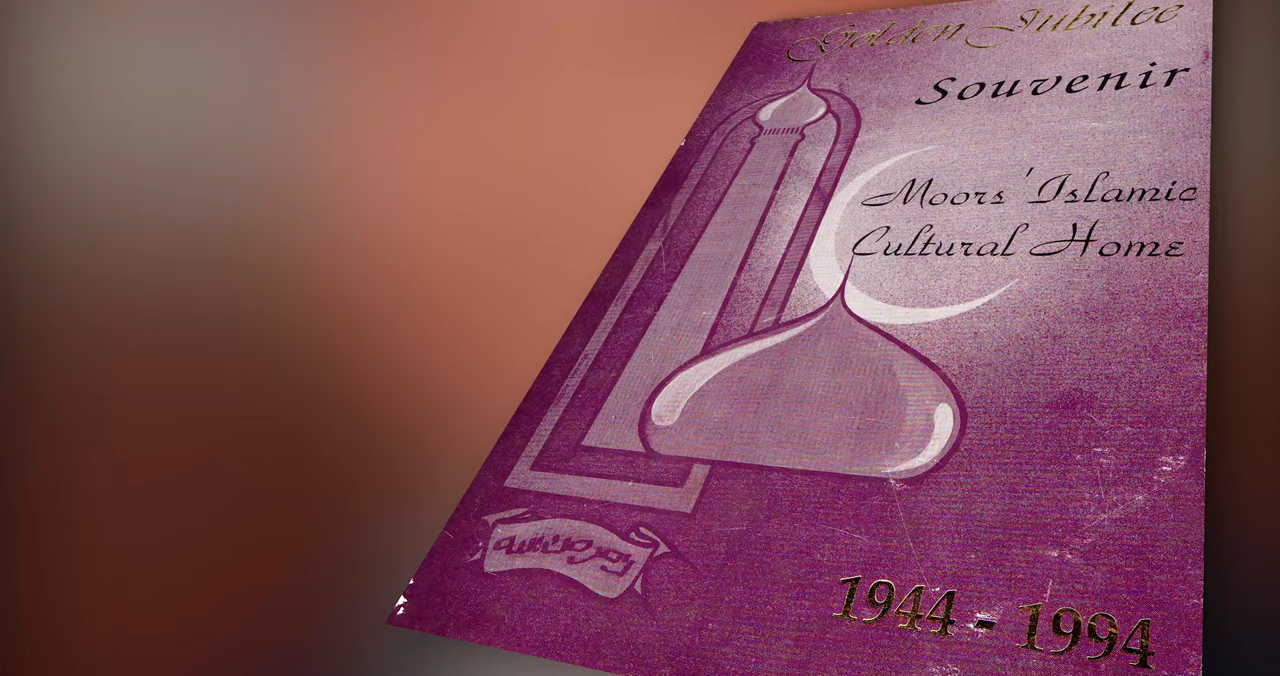 Golden Jubilee
Souvenir
Moors' Islamic
Cultural Home
1944 - 1994